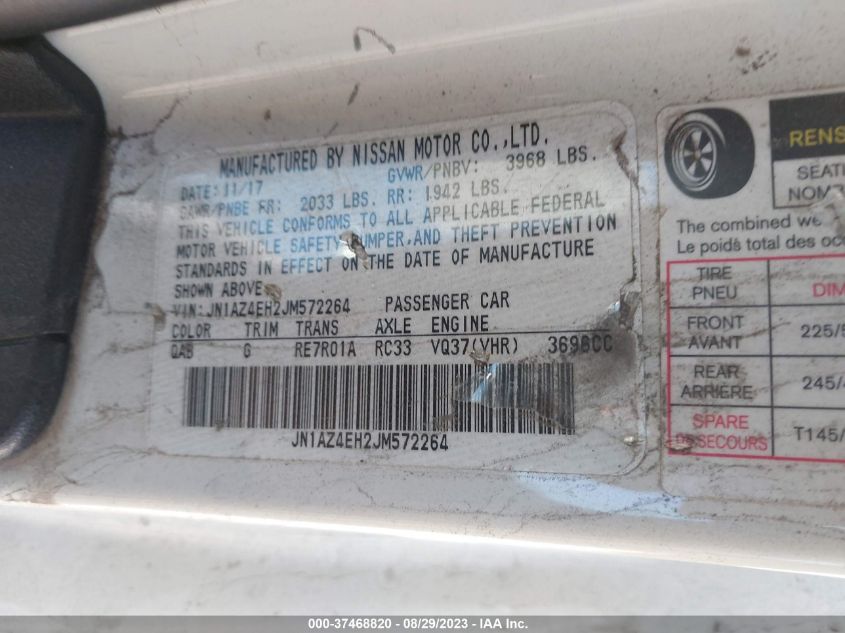 MANUFACTURED BY NISSAN MOTOR CO.,LTD.
DATE: 11/17 GVWR/PNBV: 3968 LBS.
GAWR/PNBE FR: 2033 LBS. RR: 1942 LBS.
THIS VEHICLE CONFORMS TO ALL APPLICABLE FEDERAL
MOTOR VEHICLE SAFETY, BUMPER, AND THEFT PREVENTION
STANDARDS IN EFFECT ON THE DATE OF MANUFACTURE
SHOWN ABOVE.
VIN: JN1AZ4EH2JM572264 PASSENGER CAR
COLOR TRIM TRANS AXLE ENGINE
QAB G RE7R01A RC33 VQ37(VHR) 3696CC
JN1AZ4EH2JM572264
RENS
SEATI
NOMB
The combined we
Le poids total des occ
TIRE
PNEU DIM
FRONT
AVANT 225/5
REAR
ARRIÈRE 245/4
SPARE
DE SECOURS T145/
000-37468820 - 08/29/2023 - IAA Inc.